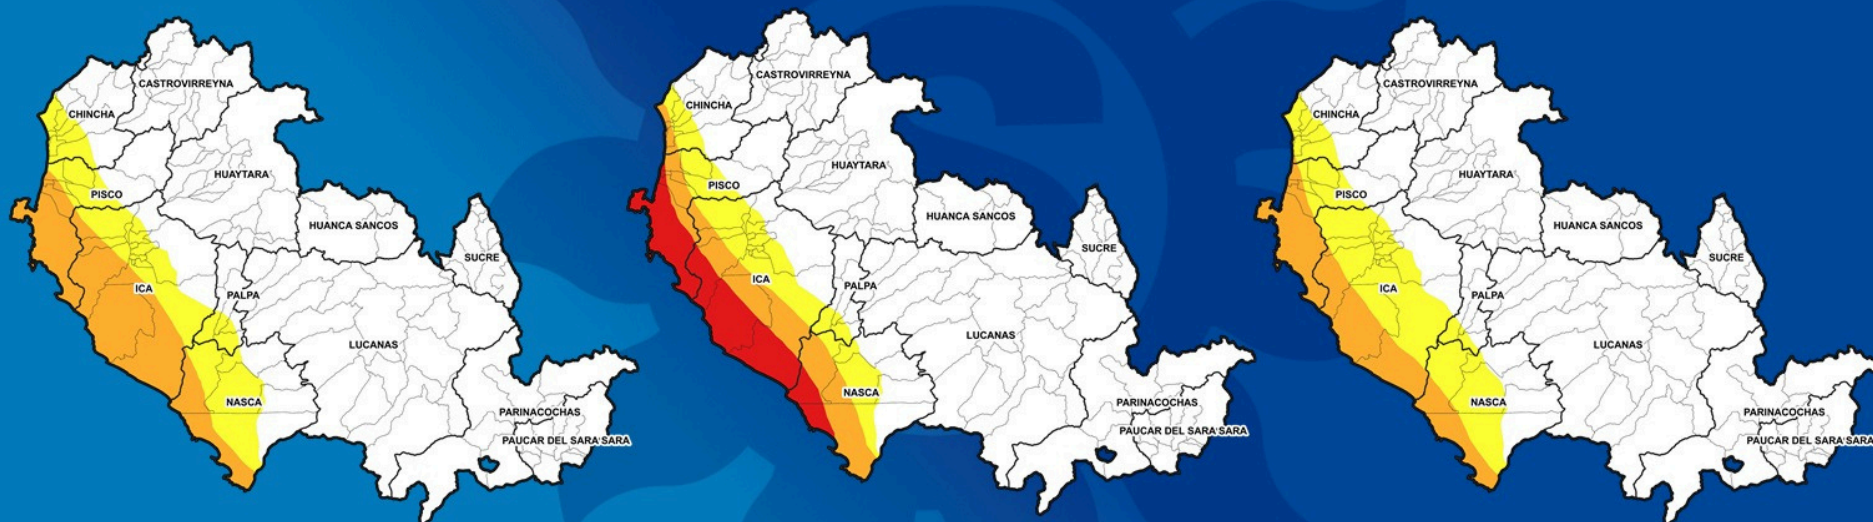 CASTROVIRREYNA
CHINCHA
HUAYTARA
PISCO
HUANCA SANCOS
SUCRE
ICA
PALPA
LUCANAS
NASCA
PARINACOCHAS
PAUCAR DEL SARA SARA
CASTROVIRREYNA
CHINCHA
HUAYTARA
PISCO
HUANCA SANCOS
SUCRE
ICA
PALPA
LUCANAS
NASCA
PARINACOCHAS
PAUCAR DEL SARA SARA
CASTROVIRREYNA
CHINCHA
HUAYTARA
PISCO
HUANCA SANCOS
SUCRE
ICA
PALPA
LUCANAS
NASCA
PARINACOCHAS
PAUCAR DEL SARA SARA